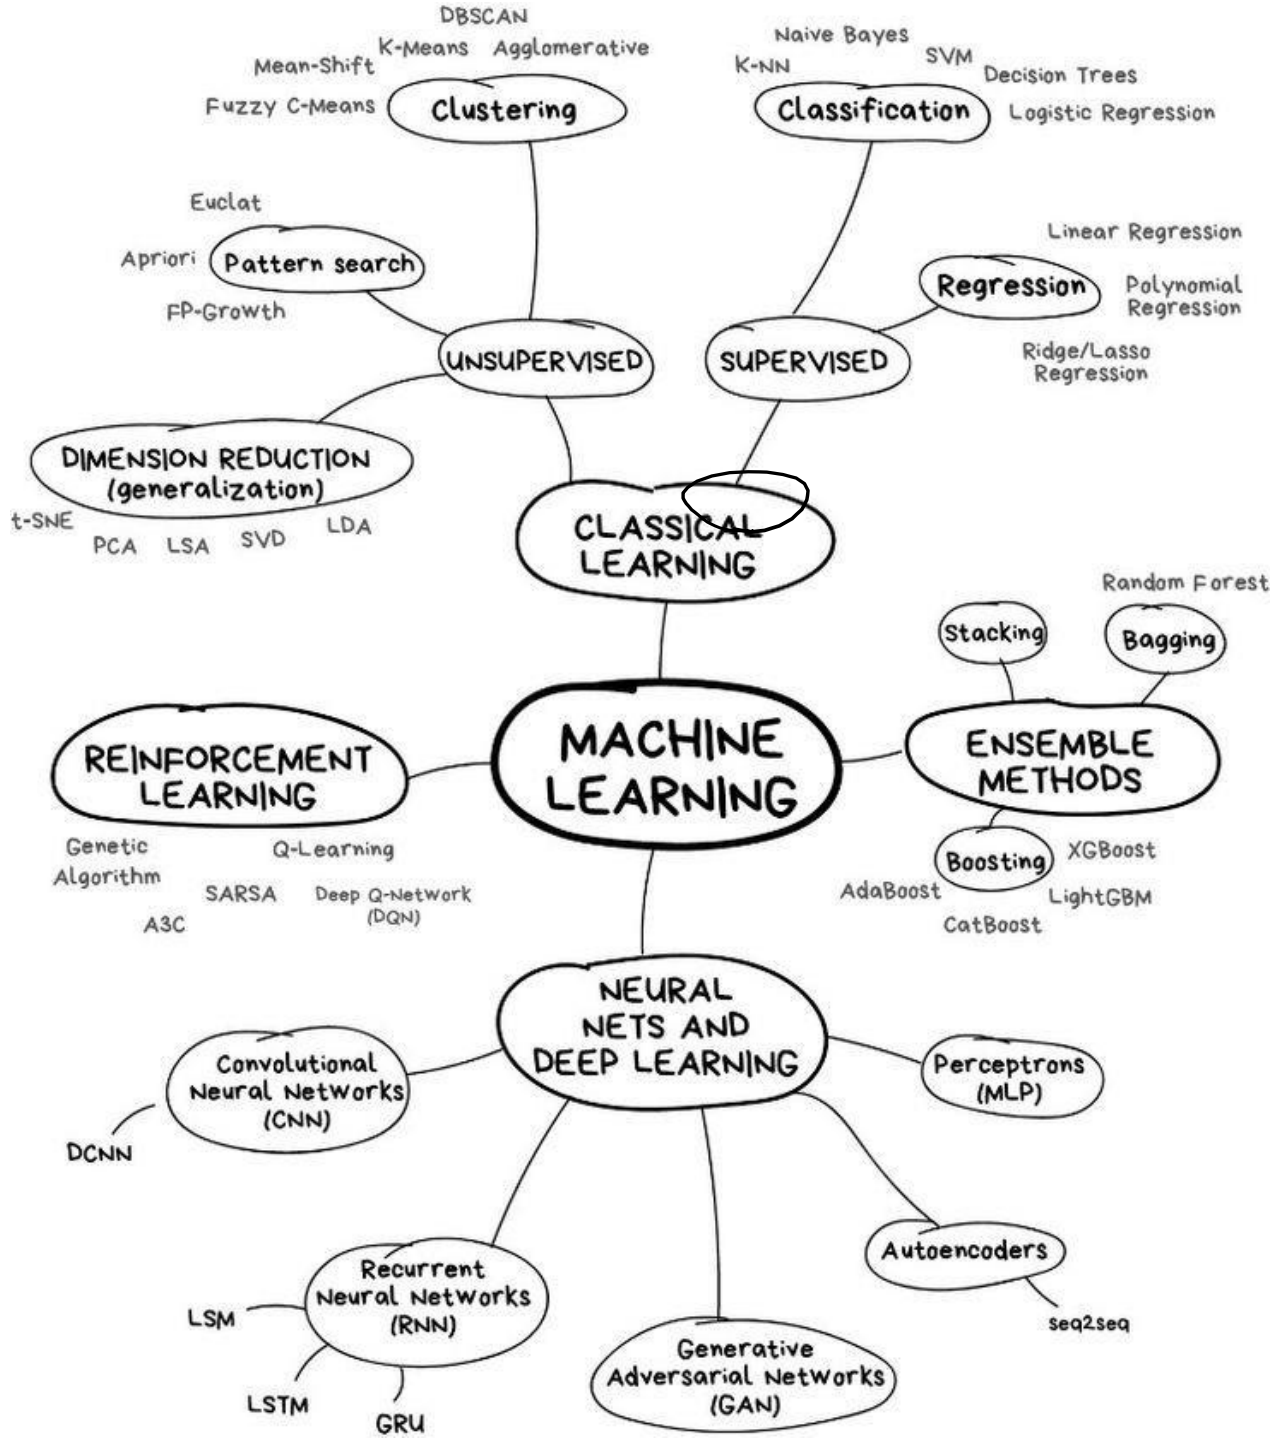 DBSCAN
K-Means Agglomerative
Mean-Shift
Fuzzy C-Means
Clustering
Naive Bayes
K-NN
SVM
Decision Trees
Classification
Logistic Regression
Euclat
Apriori
Pattern search
FP-Growth
Linear Regression
Regression
Polynomial
Regression
Ridge/Lasso
Regression
UNSUPERVISED
SUPERVISED
DIMENSION REDUCTION
(generalization)
t-SNE
PCA
LSA
SVD
LDA
CLASSICAL
LEARNING
Random Forest
Stacking
Bagging
MACHINE
LEARNING
REINFORCEMENT
LEARNING
ENSEMBLE
METHODS
Genetic
Algorithm
Q-Learning
SARSA
Deep Q-Network
(DQN)
A3C
Boosting
XGBoost
AdaBoost
LightGBM
CatBoost
NEURAL
NETS AND
DEEP LEARNING
Convolutional
Neural Networks
(CNN)
DCNN
Perceptrons
(MLP)
Recurrent
Neural Networks
(RNN)
LSM
LSTM
GRU
Autoencoders
seq2seq
Generative
Adversarial Networks
(GAN)